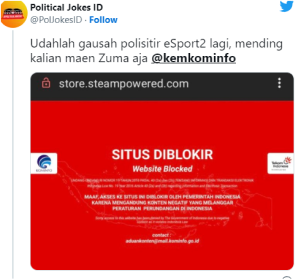 Political Jokes ID
@PolJokesID · Follow
Udahlah gausah polisitir eSport2 lagi, mending
kalian maen Zuma aja @kemkominfo
store.steampowered.com
SITUS DIBLOKIR
Website Blocked
MAAF, AKSES KE SITUS INI DIBLOKIR OLEH PEMERINTAH INDONESIA
KARENA MENGANDUNG KONTEN NEGATIF YANG MELANGGAR
PERATURAN PERUNDANGAN DI INDONESIA
contact :
aduankonten@mail.kominfo.go.id